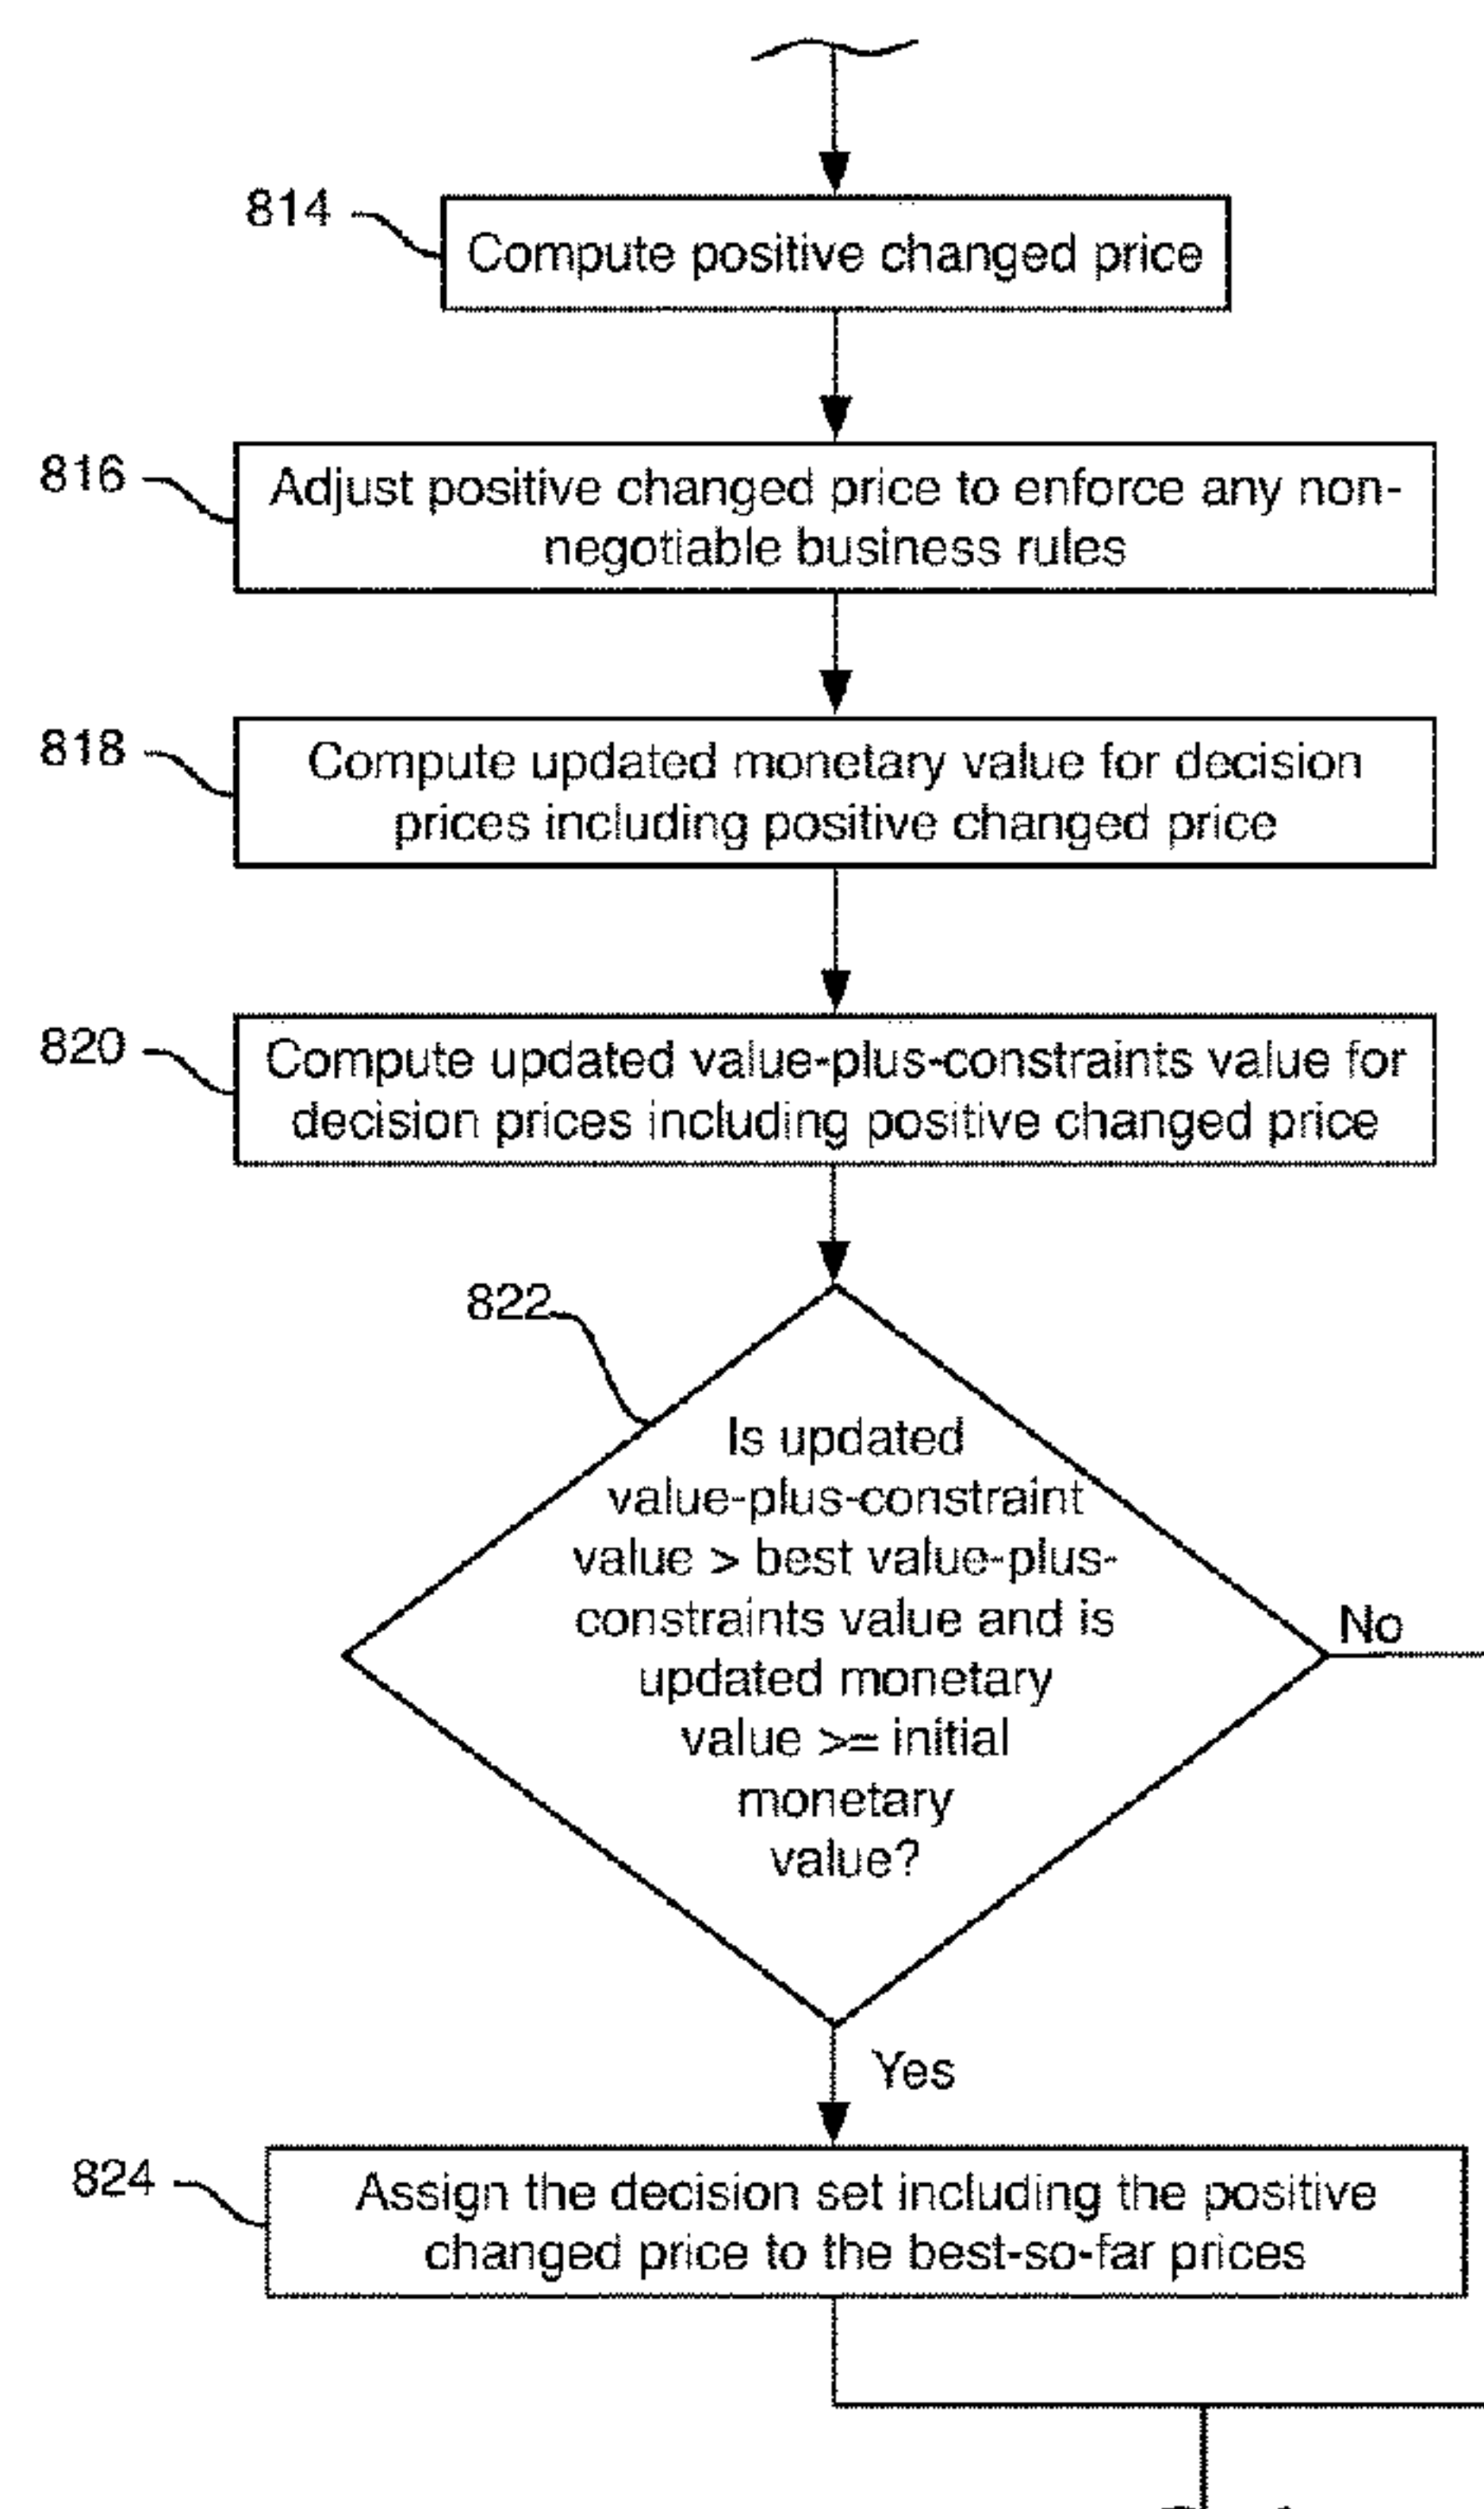 814
Compute positive changed price
816
Adjust positive changed price to enforce any non-
negotiable business rules
818
Compute updated monetary value for decision
prices including positive changed price
820
Compute updated value-plus-constraints value for
decision prices including positive changed price
822
Is updated
value-plus-constraint
value > best value-plus-
constraints value and is
updated monetary
value >= initial
monetary
value?
No
Yes
824
Assign the decision set including the positive
changed price to the best-so-far prices